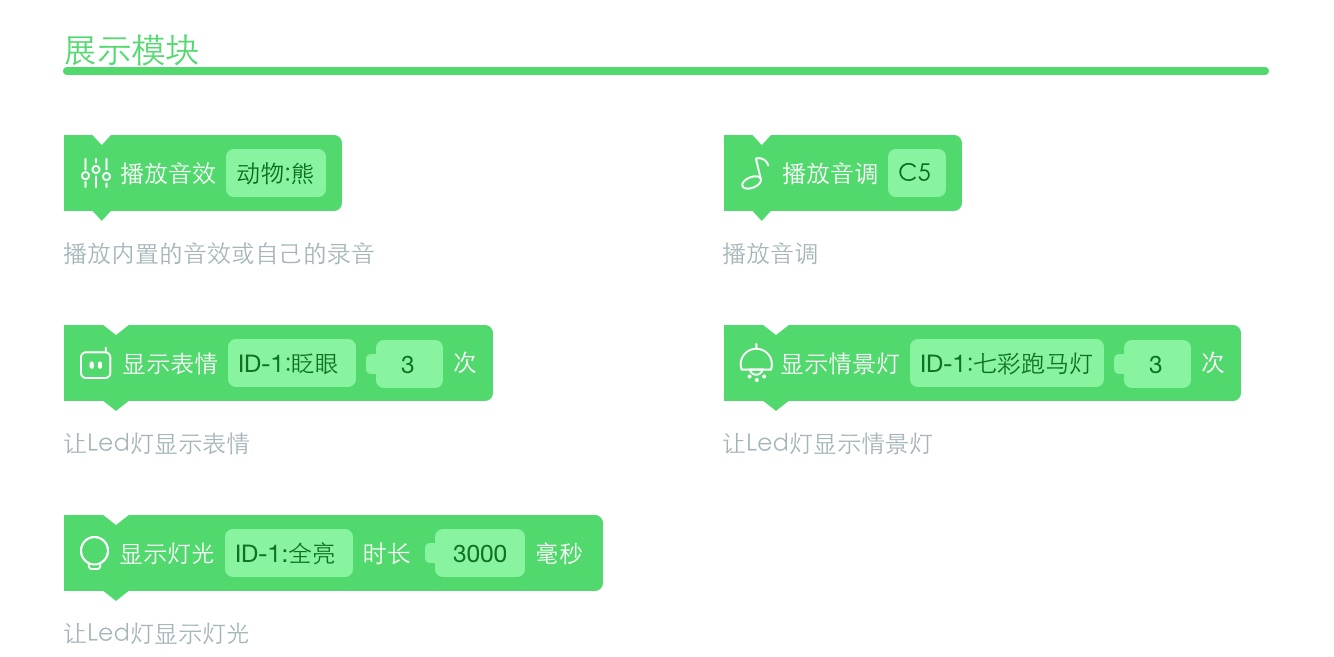 展示模块
播放音效 动物:熊
播放音调 C5
播放内置的音效或自己的录音
播放音调
显示表情 ID-1:眨眼 3 次
显示情景灯 ID-1:七彩跑马灯 3 次
让Led灯显示表情
让Led灯显示情景灯
显示灯光 ID-1:全亮 时长 3000 毫秒
让Led灯显示灯光